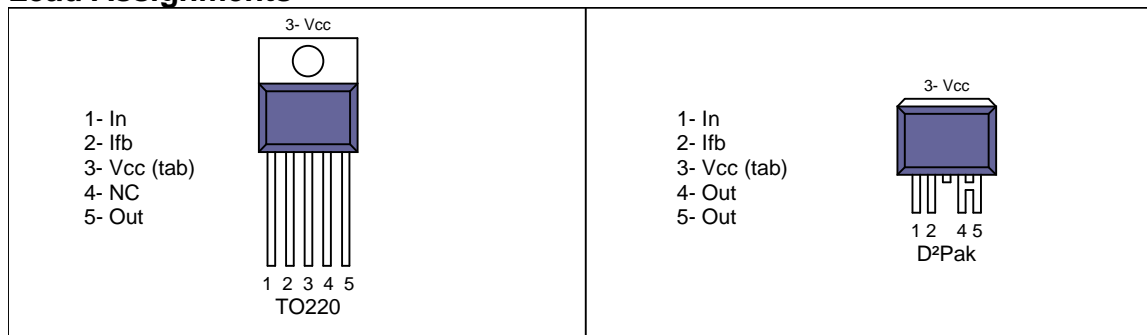 Lead Assignments
3- Vcc
1- In
2- Ifb
3- Vcc (tab)
4- NC
5- Out
1 2 3 4 5
TO220
3- Vcc
1- In
2- Ifb
3- Vcc (tab)
4- Out
5- Out
1 2 4 5
D²Pak